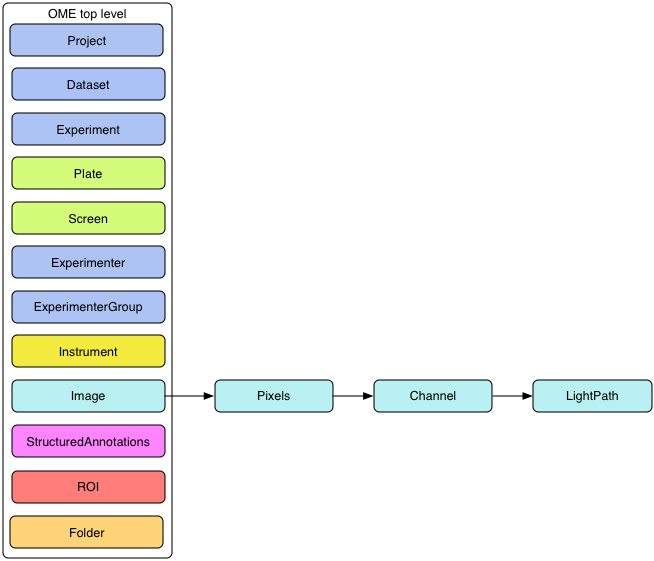 OME top level
Project
Dataset
Experiment
Plate
Screen
Experimenter
ExperimenterGroup
Instrument
Image
Pixels
Channel
LightPath
StructuredAnnotations
ROI
Folder